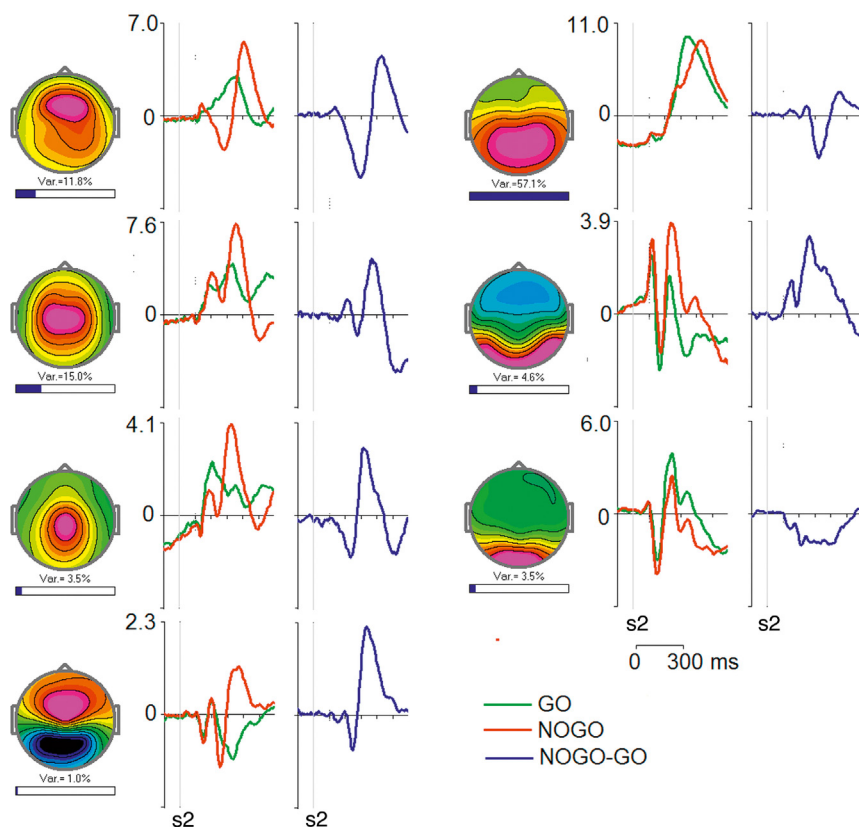 7.0
0
Var.=11.8%
7.6
0
Var.=15.0%
4.1
0
Var.= 3.5%
2.3
0
Var.= 1.0%
s2 s2
11.0
0
Var.=57.1%
3.9
0
Var.= 4.6%
6.0
0
Var.= 3.5%
s2 s2
0 300 ms
GO
NOGO
NOGO-GO